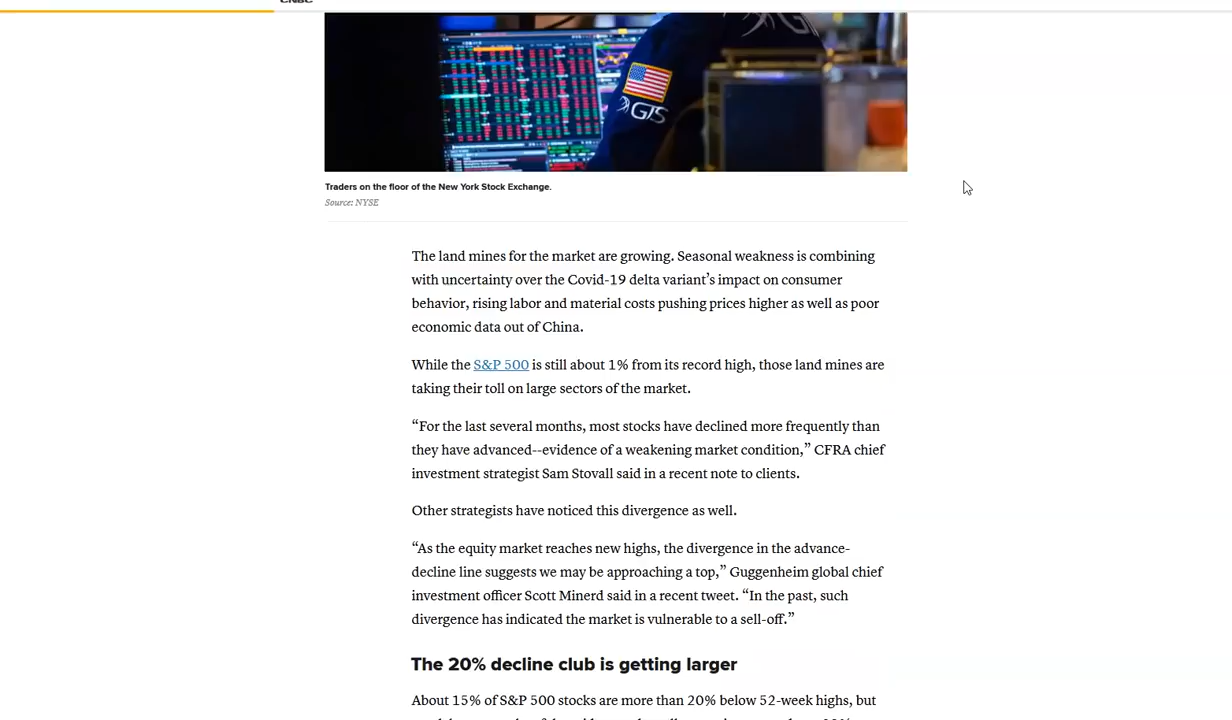 GTS
Traders on the floor of the New York Stock Exchange.
Source: NYSE
The land mines for the market are growing. Seasonal weakness is combining
with uncertainty over the Covid-19 delta variant’s impact on consumer
behavior, rising labor and material costs pushing prices higher as well as poor
economic data out of China.
While the S&P 500 is still about 1% from its record high, those land mines are
taking their toll on large sectors of the market.
“For the last several months, most stocks have declined more frequently than
they have advanced--evidence of a weakening market condition,” CFRA chief
investment strategist Sam Stovall said in a recent note to clients.
Other strategists have noticed this divergence as well.
“As the equity market reaches new highs, the divergence in the advance-
decline line suggests we may be approaching a top,” Guggenheim global chief
investment officer Scott Minerd said in a recent tweet. “In the past, such
divergence has indicated the market is vulnerable to a sell-off.”
The 20% decline club is getting larger
About 15% of S&P 500 stocks are more than 20% below 52-week highs, but